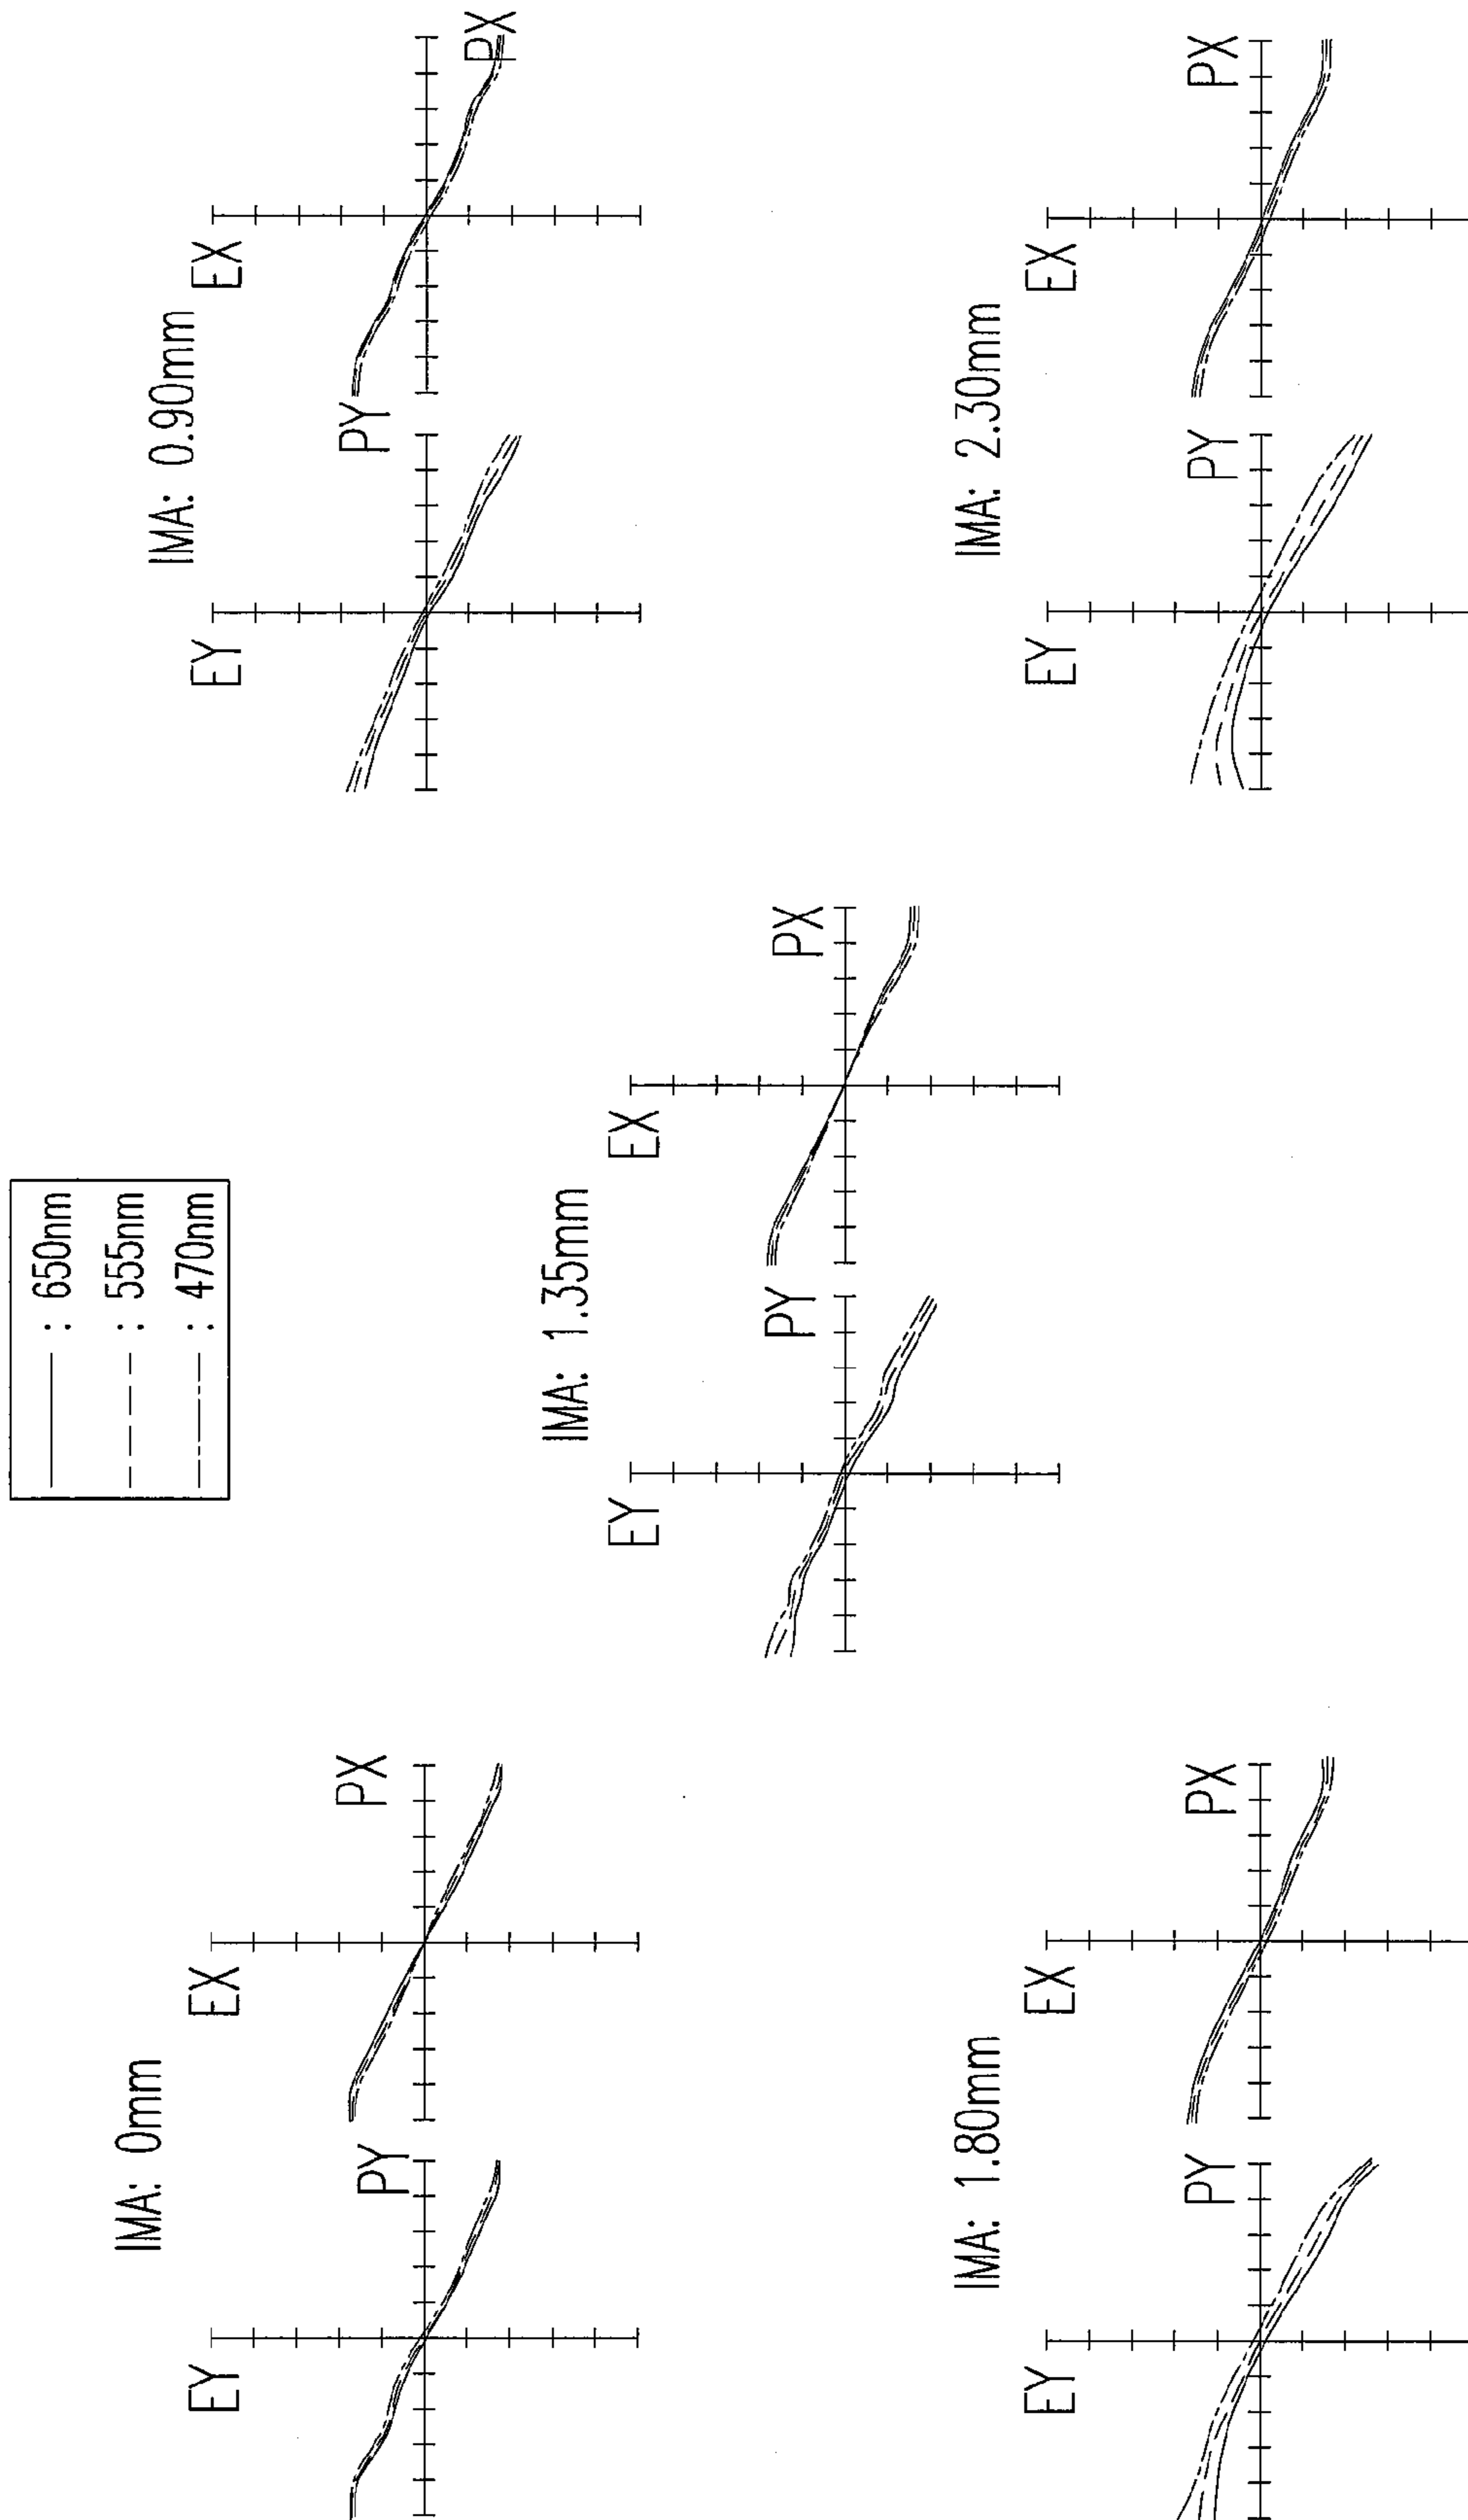 : 650nm
: 555nm
: 470nm
IMA: 0mm
EY
PY
EX
PX
IMA: 0.90mm
EY
PY
EX
PX
IMA: 1.35mm
EY
PY
EX
PX
IMA: 1.80mm
EY
PY
EX
PX
IMA: 2.30mm
EY
PY
EX
PX